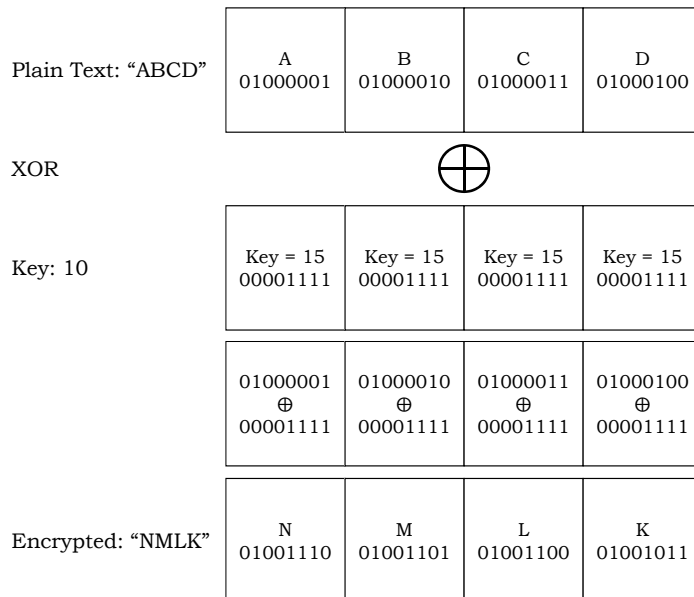 Plain Text: “ABCD”
A B C D
01000001 01000010 01000011 01000100
XOR
⊕
Key: 10
Key = 15 Key = 15 Key = 15 Key = 15
00001111 00001111 00001111 00001111
01000001 01000010 01000011 01000100
⊕ ⊕ ⊕ ⊕
00001111 00001111 00001111 00001111
Encrypted: “NMLK”
N M L K
01001110 01001101 01001100 01001011